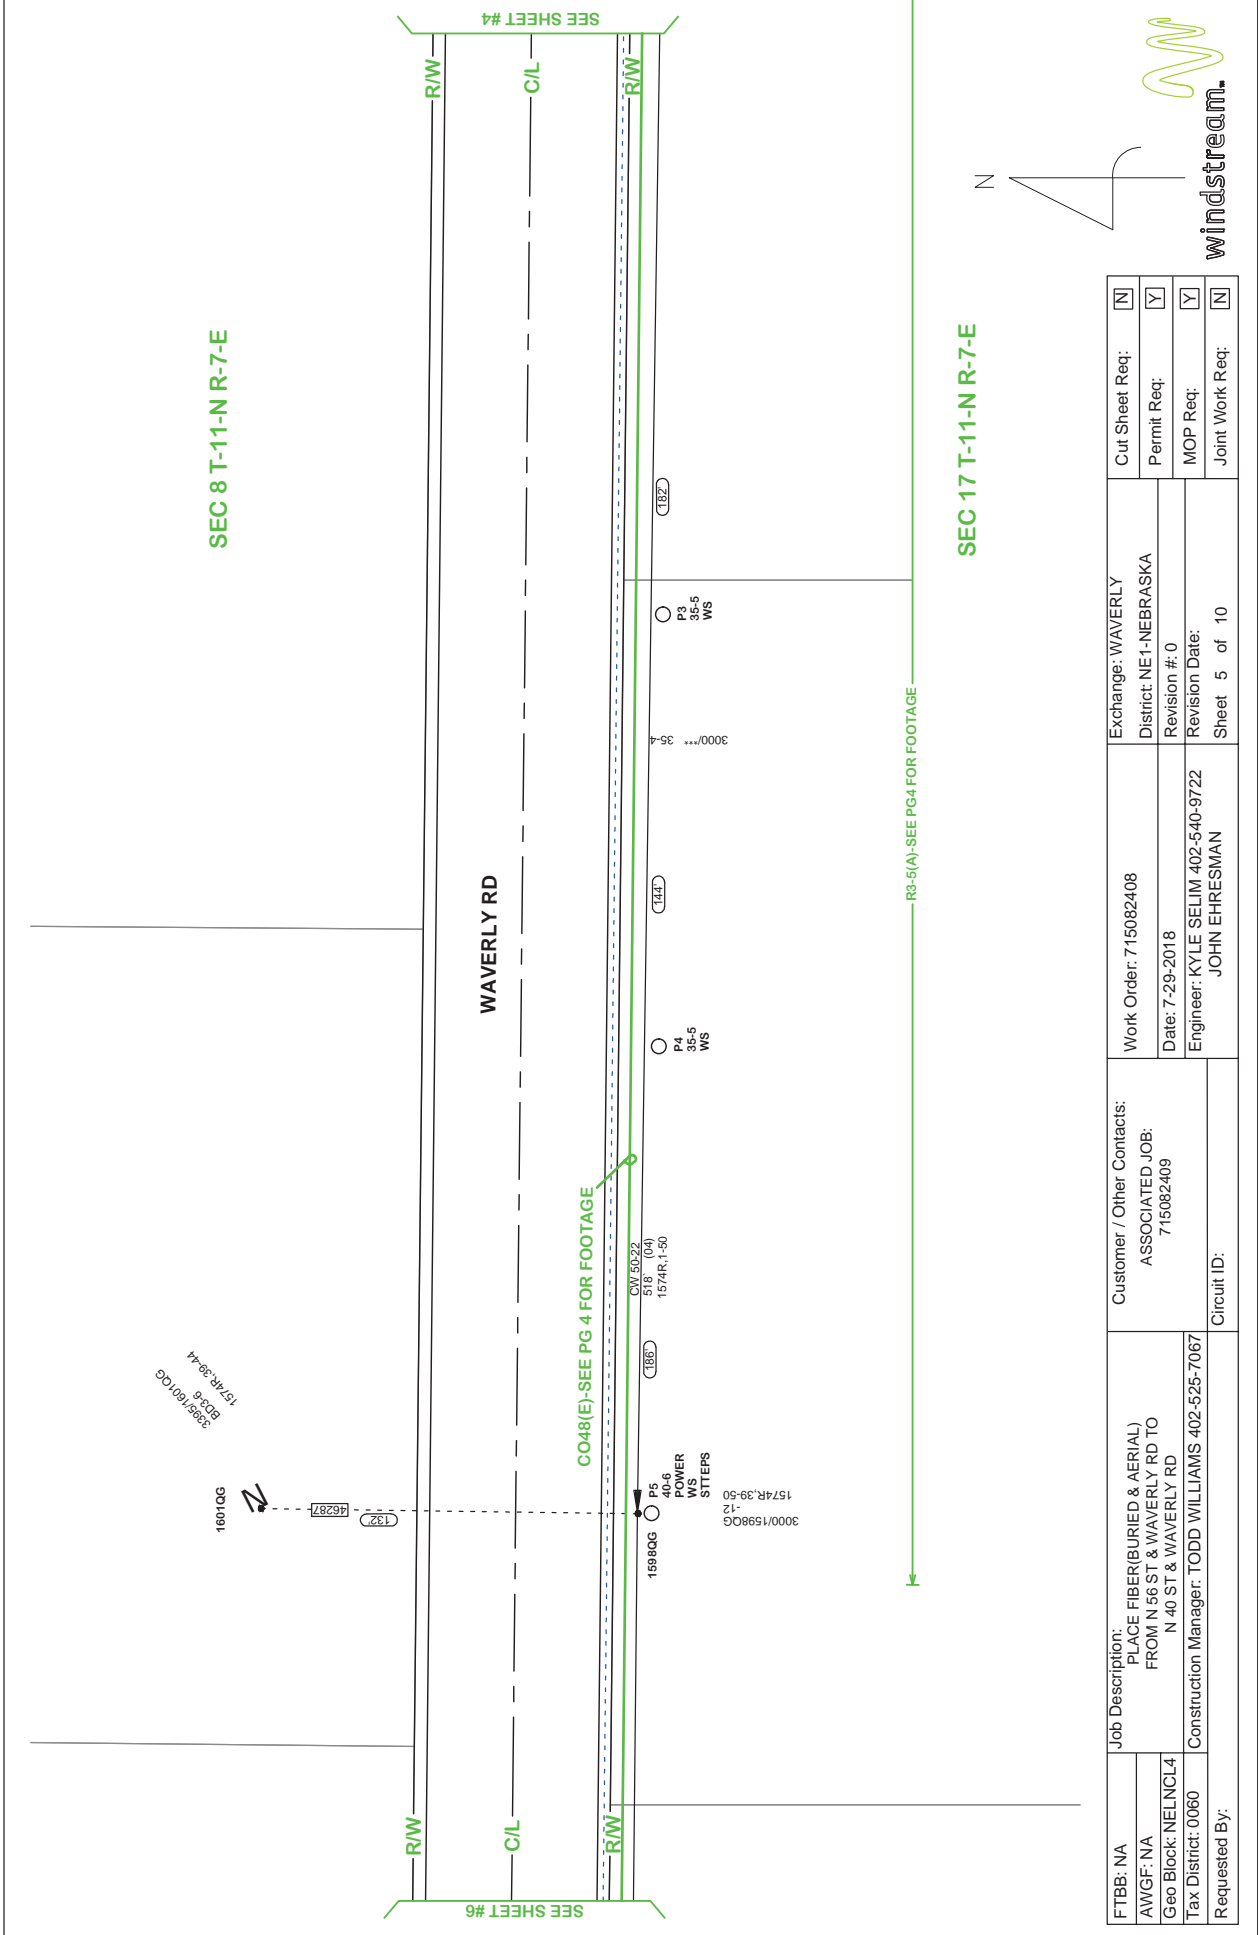 SEE SHEET #4
R/W
C/L
R/W
SEC 8 T-11-N R-7-E
SEC 17 T-11-N R-7-E
WAVERLY RD
182'
P3
35-5
WS
35-4
3000/***
144'
P4
35-5
WS
R3-5(A)-SEE PG4 FOR FOOTAGE
CO48(E)-SEE PG 4 FOR FOOTAGE
CW 50-22
518' (04)
1574R,1-50
186'
P5
40-6
POWER
WS
STTEPS
1598QG
3000/1598QG
-12
1574R,39-50
1601QG
46287
132'
3395/1601QG
BD3-6
1574R,39-44
R/W
C/L
R/W
SEE SHEET #6
N
windstream.
FTBB: NA
AWGF: NA
Geo Block: NELNCL4
Tax District: 0060
Requested By:
Job Description:
PLACE FIBER(BURIED & AERIAL)
FROM N 56 ST & WAVERLY RD TO
N 40 ST & WAVERLY RD
Construction Manager: TODD WILLIAMS 402-525-7067
Customer / Other Contacts:
ASSOCIATED JOB:
715082409
Circuit ID:
Work Order: 715082408
Date: 7-29-2018
Engineer: KYLE SELIM 402-540-9722
JOHN EHRESMAN
Exchange: WAVERLY
District: NE1-NEBRASKA
Revision #: 0
Revision Date:
Sheet 5 of 10
Cut Sheet Req: N
Permit Req: Y
MOP Req: Y
Joint Work Req: N